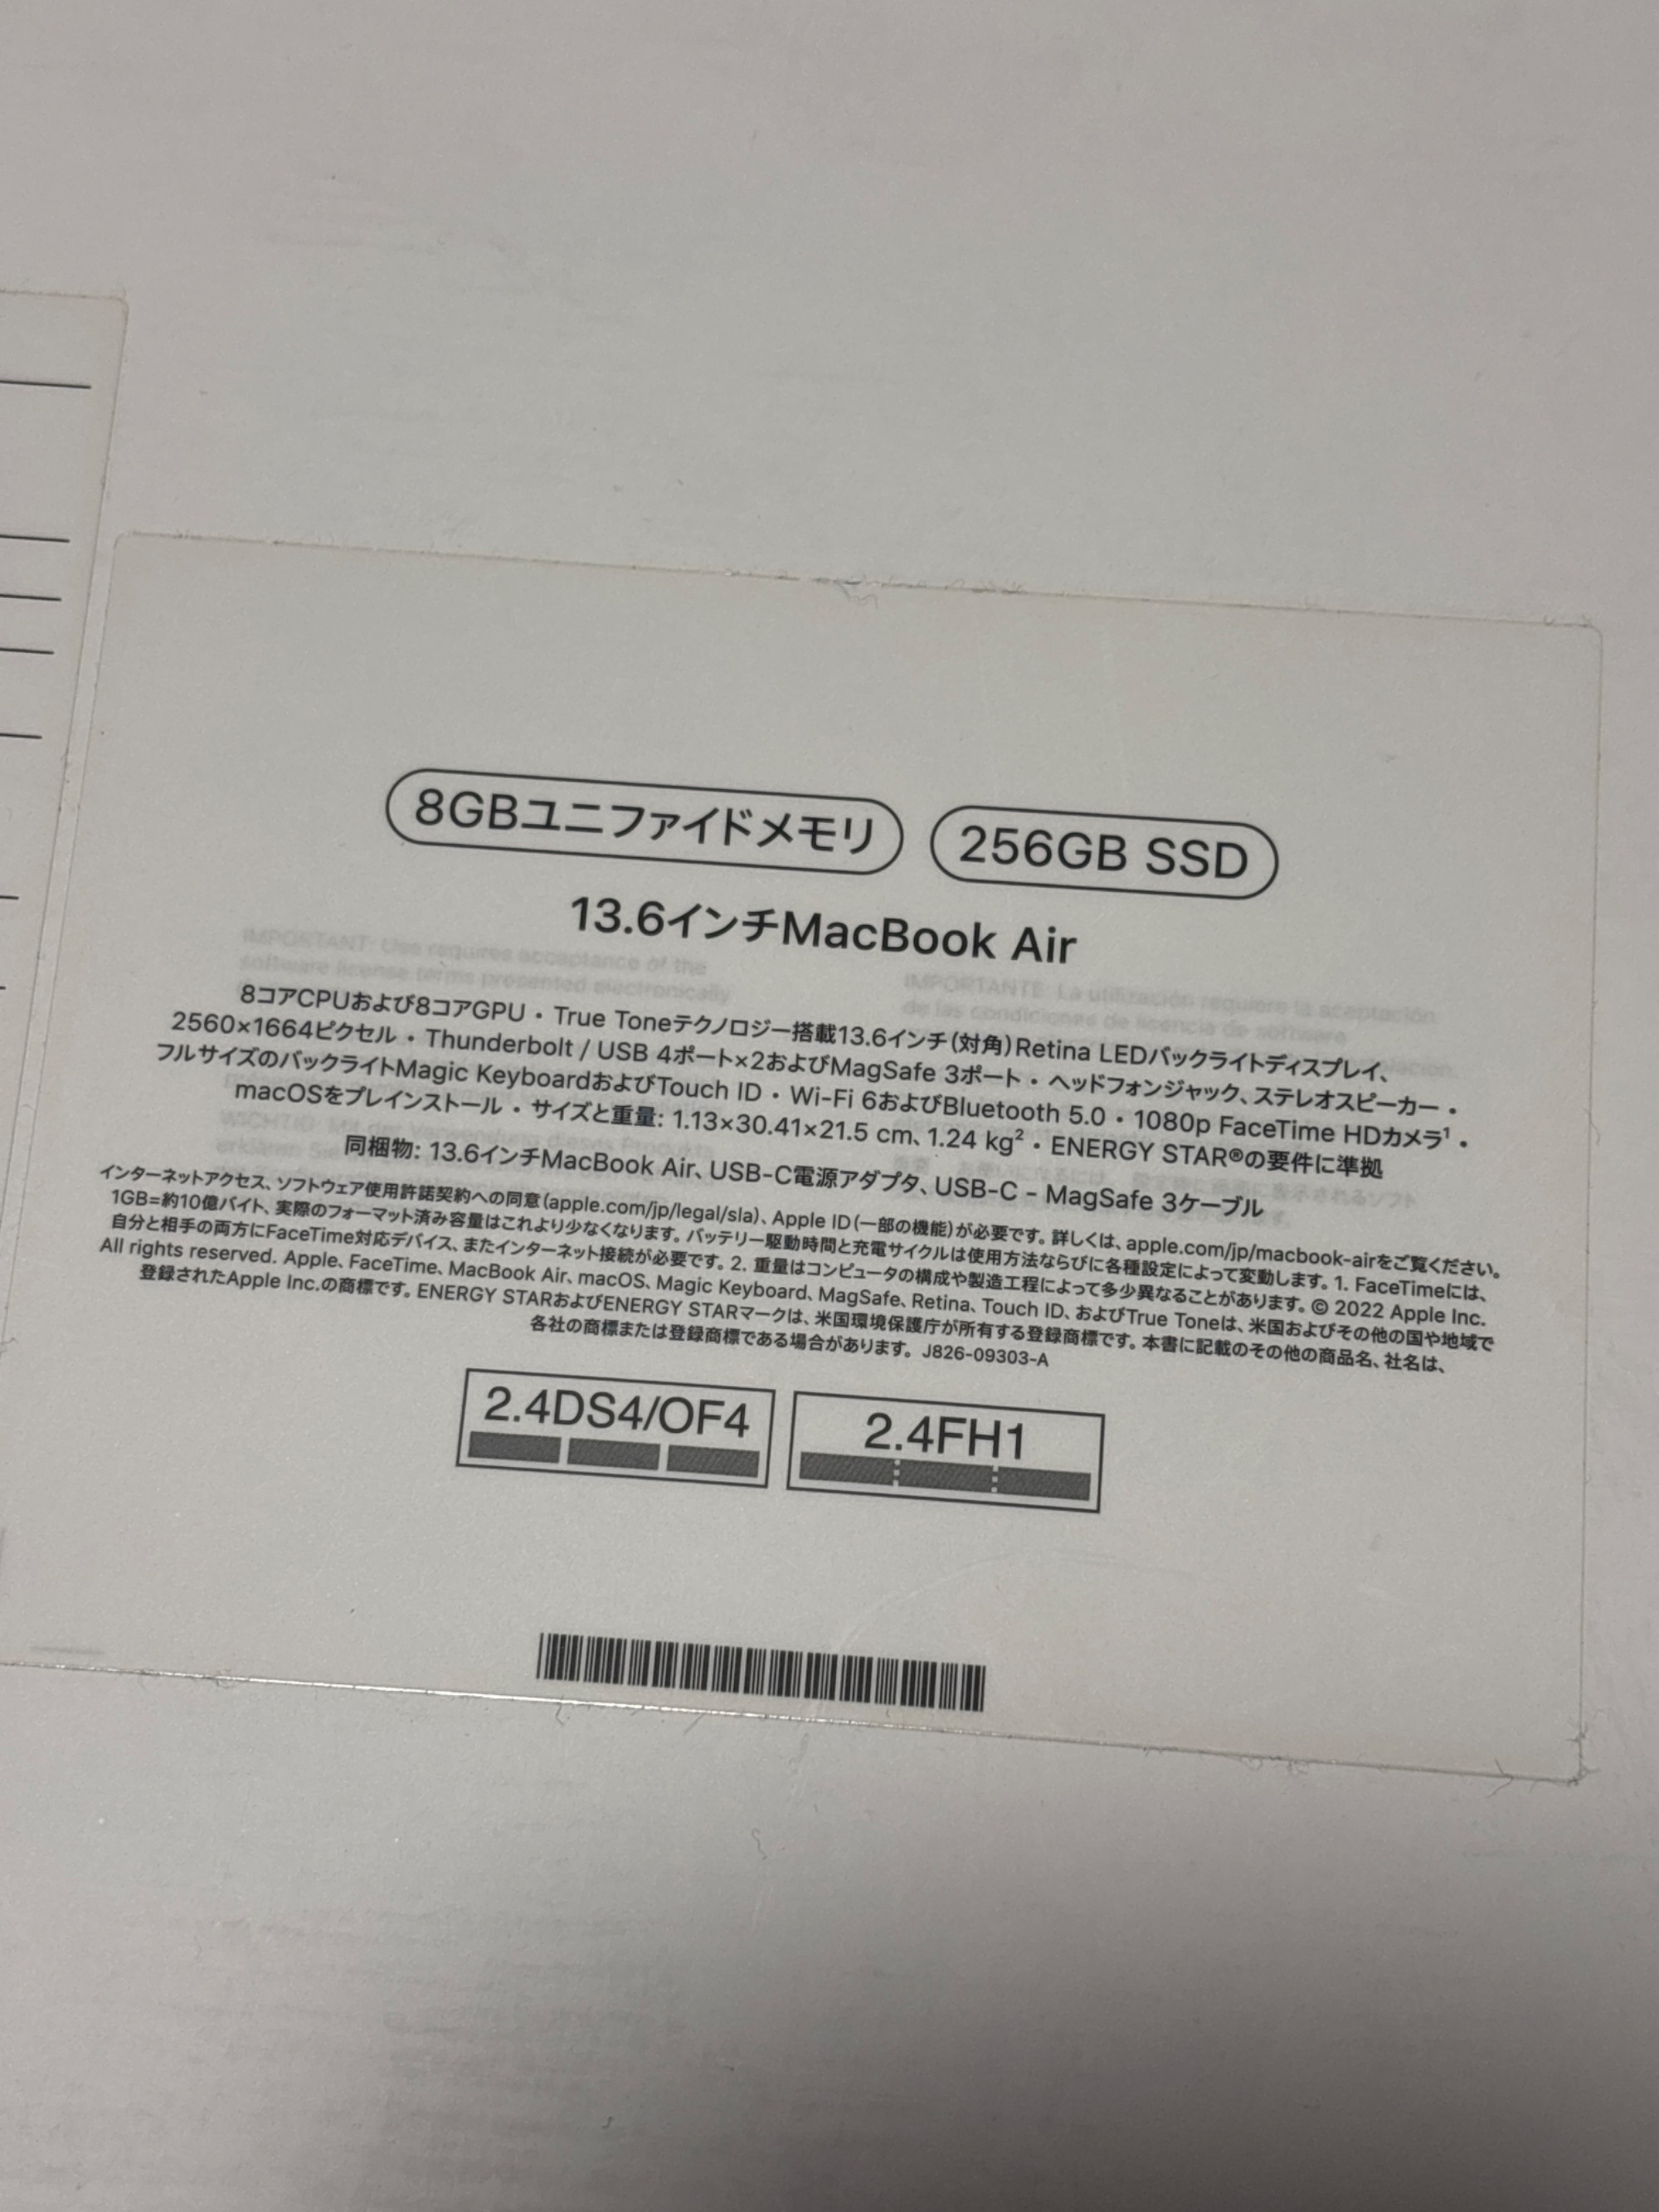 8GBユニファイドメモリ 256GB SSD
13.6インチMacBook Air
8コアCPUおよび8コアGPU・True Toneテクノロジー搭載13.6インチ(対角)Retina LEDバックライトディスプレイ、
2560×1664ピクセル・Thunderbolt / USB 4ポート×2およびMagSafe 3ポート・ヘッドフォンジャック、ステレオスピーカー・
フルサイズのバックライトMagic KeyboardおよびTouch ID・Wi-Fi 6およびBluetooth 5.0・1080p FaceTime HDカメラ¹・
macOSをプレインストール・サイズと重量: 1.13×30.41×21.5 cm、1.24 kg²・ENERGY STAR®の要件に準拠
同梱物: 13.6インチMacBook Air、USB-C電源アダプタ、USB-C - MagSafe 3ケーブル
インターネットアクセス、ソフトウェア使用許諾契約への同意(apple.com/jp/legal/sla)、Apple ID(一部の機能)が必要です。詳しくは、apple.com/jp/macbook-airをご覧ください。
1GB=約10億バイト、実際のフォーマット済み容量はこれより少なくなります。バッテリー駆動時間と充電サイクルは使用方法ならびに各種設定によって変動します。1. FaceTimeには、
自分と相手の両方にFaceTime対応デバイス、またインターネット接続が必要です。2. 重量はコンピュータの構成や製造工程によって多少異なることがあります。© 2022 Apple Inc.
All rights reserved. Apple、FaceTime、MacBook Air、macOS、Magic Keyboard、MagSafe、Retina、Touch ID、およびTrue Toneは、米国およびその他の国や地域で
登録されたApple Inc.の商標です。ENERGY STARおよびENERGY STARマークは、米国環境保護庁が所有する登録商標です。本書に記載のその他の商品名、社名は、
各社の商標または登録商標である場合があります。J826-09303-A
2.4DS4/OF4 2.4FH1
IMPORTANT: Use requires acceptance of the
software license terms presented electronically
IMPORTANTE: La utilización requiere la aceptación
de las condiciones de licencia de software